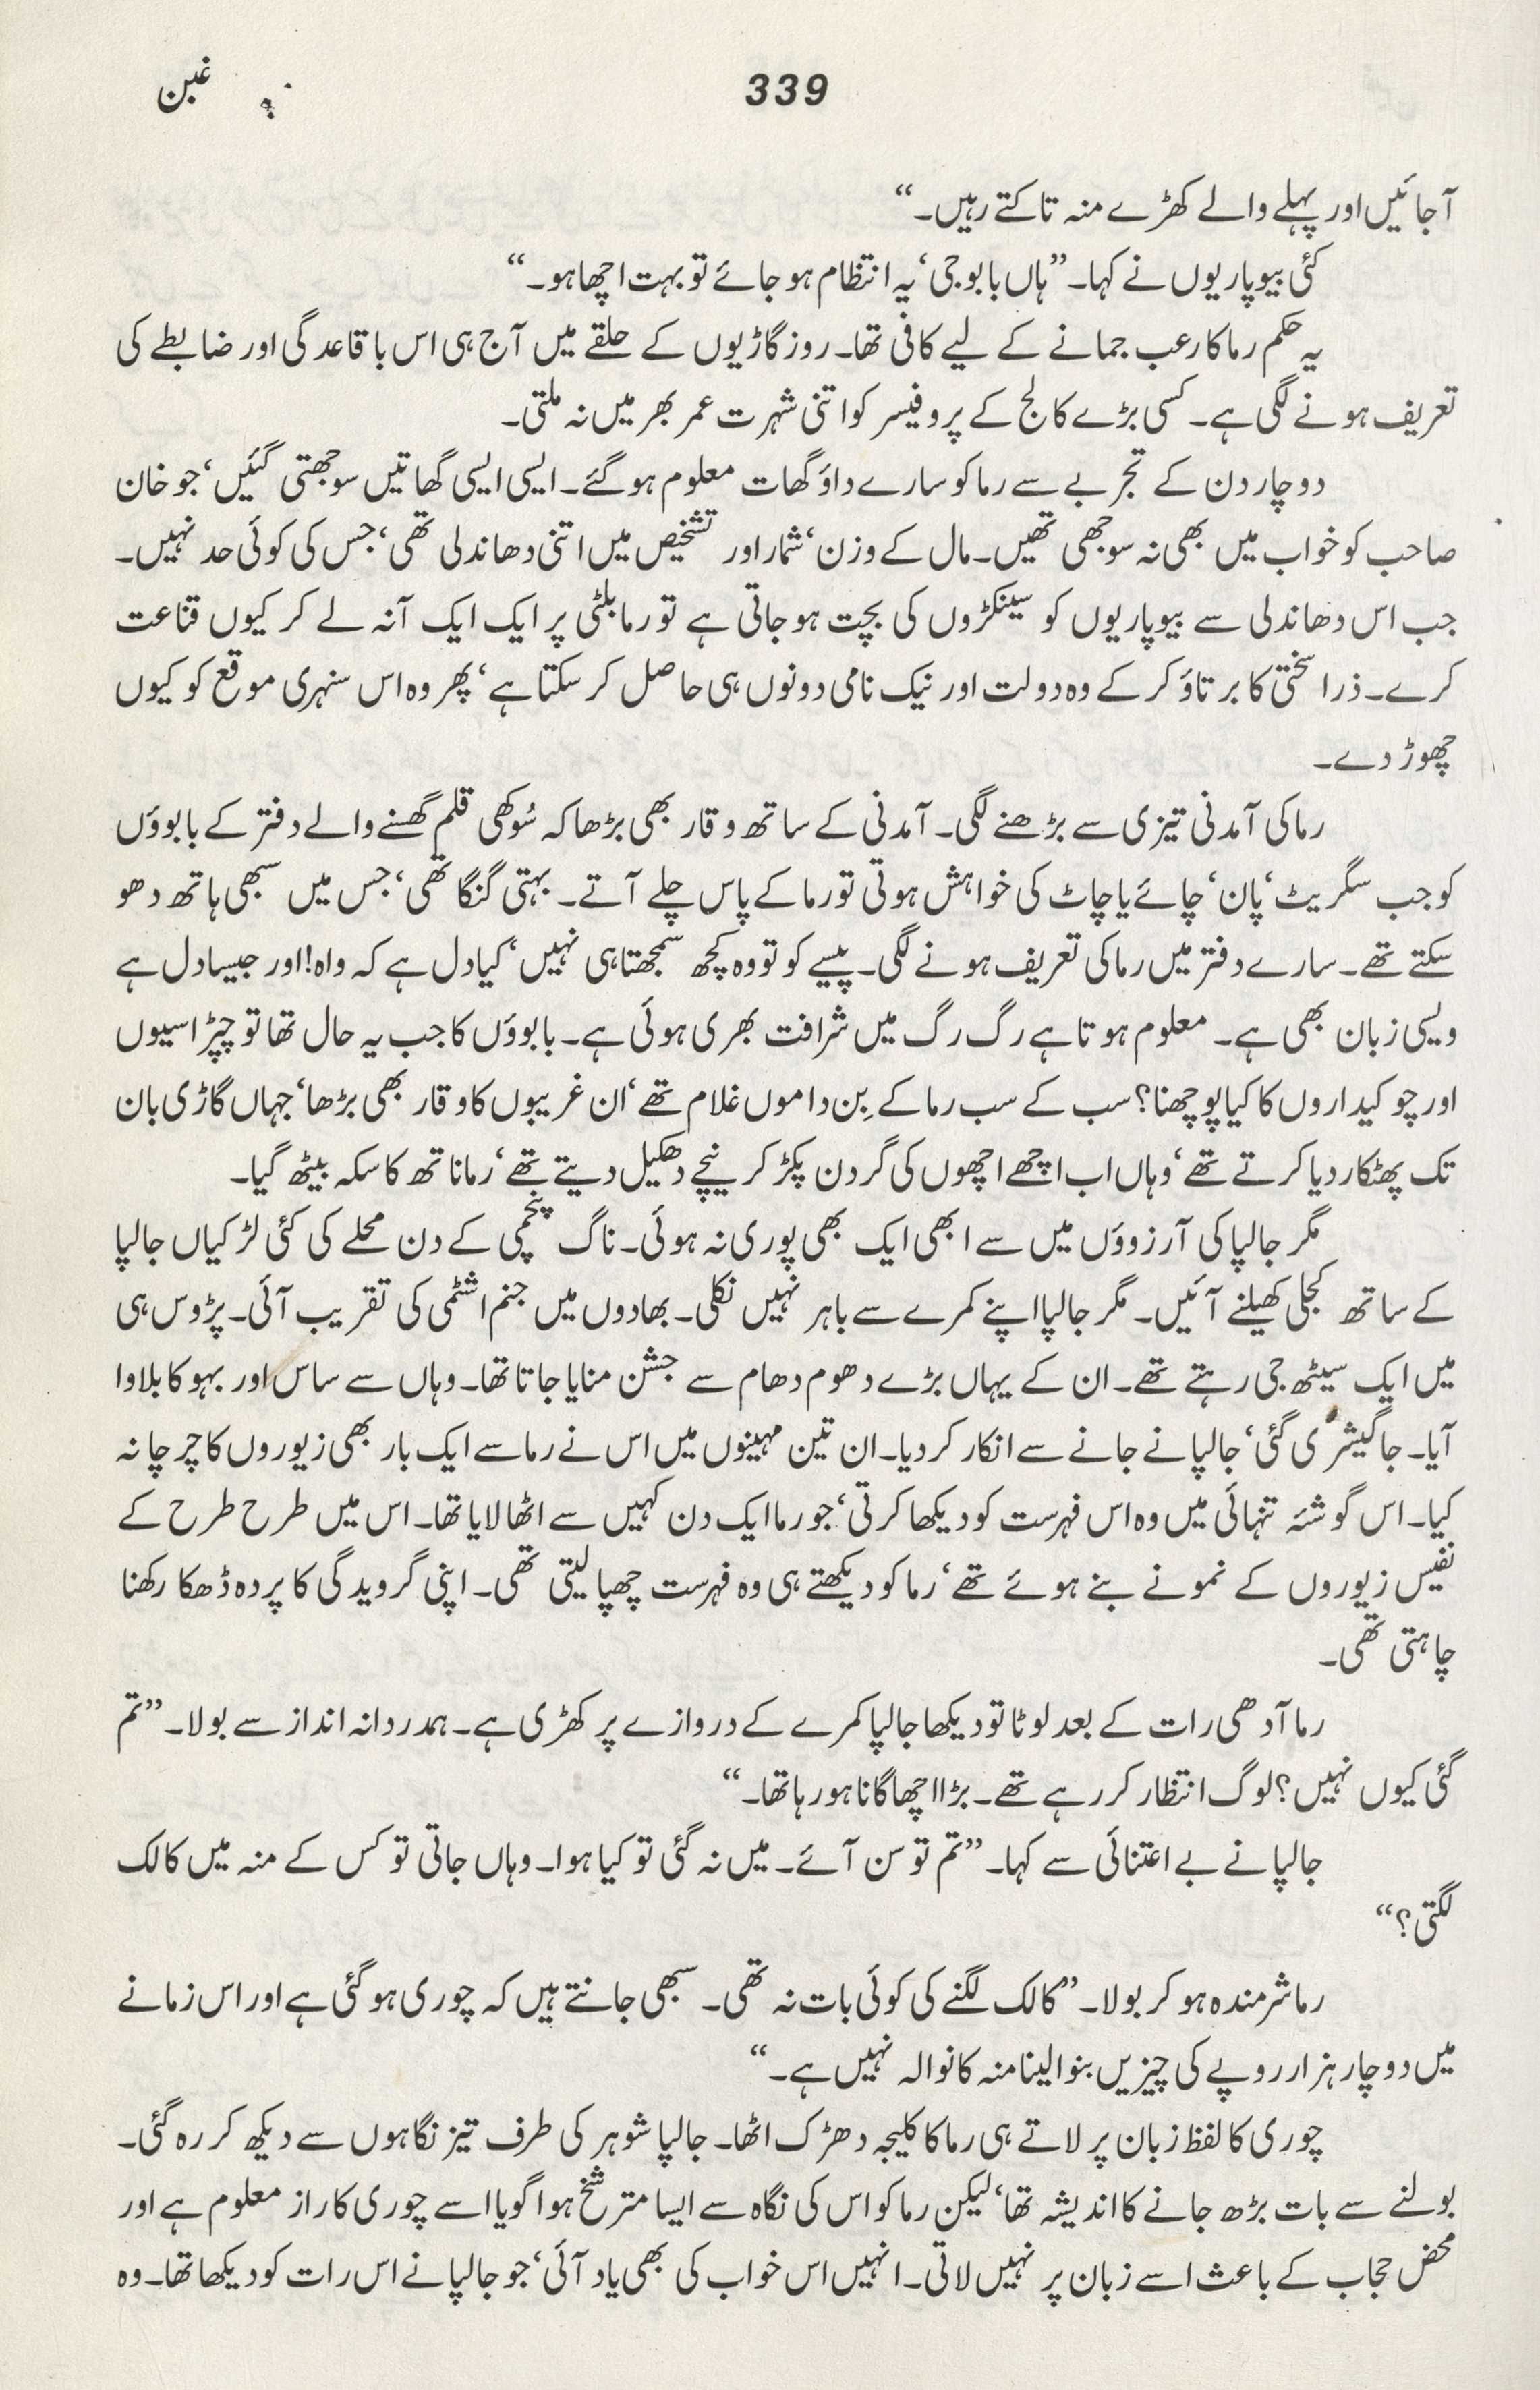 339
غبن
آجائیں اور پہلے والے کھڑے منہ تاکتے رہیں۔“
کئی بیوپاریوں نے کہا۔ ”ہاں بابوجی‘ یہ انتظام ہو جائے تو بہت اچھا ہو۔“
یہ حکم رما کا رعب جمانے کے لیے کافی تھا۔ روز گاڑیوں کے حلقے میں آج ہی اس باقاعدگی اور ضابطے کی
تعریف ہونے لگی ہے۔ کسی بڑے کالج کے پروفیسر کو اتنی شہرت عمر بھر میں نہ ملتی۔
دو چار دن کے تجربے سے رما کو سارے داؤ گھات معلوم ہو گئے۔ ایسی ایسی گھاتیں سوجھتی گئیں‘ جو خان
صاحب کو خواب میں بھی نہ سوجھی تھیں۔ مال کے وزن‘ شمار اور تشخیص میں اتنی دھاندلی تھی‘ جس کی کوئی حد نہیں۔
جب اس دھاندلی سے بیوپاریوں کو سینکڑوں کی بچت ہو جاتی ہے تو رما بلٹی پر ایک ایک آنہ لے کر کیوں قناعت
کرے۔ ذرا سختی کا برتاؤ کر کے وہ دولت اور نیک نامی دونوں ہی حاصل کر سکتا ہے‘ پھر وہ اس سنہری موقع کو کیوں
چھوڑ دے۔
رما کی آمدنی تیزی سے بڑھنے لگی۔ آمدنی کے ساتھ وقار بھی بڑھا کہ سُوکھی قلم گھسنے والے دفتر کے بابوؤں
کو جب سگریٹ‘ پان‘ چائے یا چاٹ کی خواہش ہوتی تو رما کے پاس چلے آتے۔ بہتی گنگا تھی‘ جس میں سبھی ہاتھ دھو
سکتے تھے۔ سارے دفتر میں رما کی تعریف ہونے لگی۔ پیسے کو تو وہ کچھ سمجھتا ہی نہیں‘ کیا دل ہے کہ واہ! اور جیسا دل ہے
ویسی زبان بھی ہے۔ معلوم ہوتا ہے رگ رگ میں شرافت بھری ہوئی ہے۔ بابوؤں کا جب یہ حال تھا تو چپڑاسیوں
اور چوکیداروں کا کیا پوچھنا؟ سب کے سب رما کے بِن داموں غلام تھے‘ ان غریبوں کا وقار بھی بڑھا‘ جہاں گاڑی بان
تک پھٹکار دیا کرتے تھے‘ وہاں اب اچھے اچھوں کی گردن پکڑ کر نیچے دھکیل دیتے تھے‘ رماناتھ کا سکہ بیٹھ گیا۔
مگر جالپا کی آرزوؤں میں سے ابھی ایک بھی پوری نہ ہوئی۔ ناگ پنچمی کے دن محلے کی کئی لڑکیاں جالپا
کے ساتھ کجلی کھیلنے آئیں۔ مگر جالپا اپنے کمرے سے باہر نہیں نکلی۔ بھادوں میں جنم اشٹمی کی تقریب آئی۔ پڑوس ہی
میں ایک سیٹھ جی رہتے تھے۔ ان کے یہاں بڑے دھوم دھام سے جشن منایا جاتا تھا۔ وہاں سے ساس اور بہو کا بلاوا
آیا۔ جاگیشری گئی‘ جالپا نے جانے سے انکار کر دیا۔ ان تین مہینوں میں اس نے رما سے ایک بار بھی زیوروں کا چرچا نہ
کیا۔ اس گوشۂ تنہائی میں وہ اس فہرست کو دیکھا کرتی‘ جو رما ایک دن کہیں سے اٹھا لایا تھا۔ اس میں طرح طرح کے
نفیس زیوروں کے نمونے بنے ہوئے تھے‘ رما کو دیکھتے ہی وہ فہرست چھپا لیتی تھی۔ اپنی گرویدگی کا پردہ ڈھکا رکھنا
چاہتی تھی۔
رما آدھی رات کے بعد لوٹا تو دیکھا جالپا کمرے کے دروازے پر کھڑی ہے۔ ہمدردانہ انداز سے بولا۔ ”تم
گئی کیوں نہیں؟ لوگ انتظار کر رہے تھے۔ بڑا اچھا گانا ہو رہا تھا۔“
جالپا نے بے اعتنائی سے کہا۔ ”تم تو سن آئے۔ میں نہ گئی تو کیا ہوا۔ وہاں جاتی تو کس کے منہ میں کالک
لگتی؟“
رما شرمندہ ہو کر بولا۔ ”کالک لگنے کی کوئی بات نہ تھی۔ سبھی جانتے ہیں کہ چوری ہو گئی ہے اور اس زمانے
میں دو چار ہزار روپے کی چیزیں بنوا لینا منہ کا نوالہ نہیں ہے۔“
چوری کا لفظ زبان پر لاتے ہی رما کا کلیجہ دھڑک اٹھا۔ جالپا شوہر کی طرف تیز نگاہوں سے دیکھ کر رہ گئی۔
بولنے سے بات بڑھ جانے کا اندیشہ تھا‘ لیکن رما کو اس کی نگاہ سے ایسا مترشخ ہوا گویا اسے چوری کا راز معلوم ہے اور
محض حجاب کے باعث اسے زبان پر نہیں لاتی۔ انہیں اس خواب کی بھی یاد آئی‘ جو جالپا نے اس رات کو دیکھا تھا۔ وہ